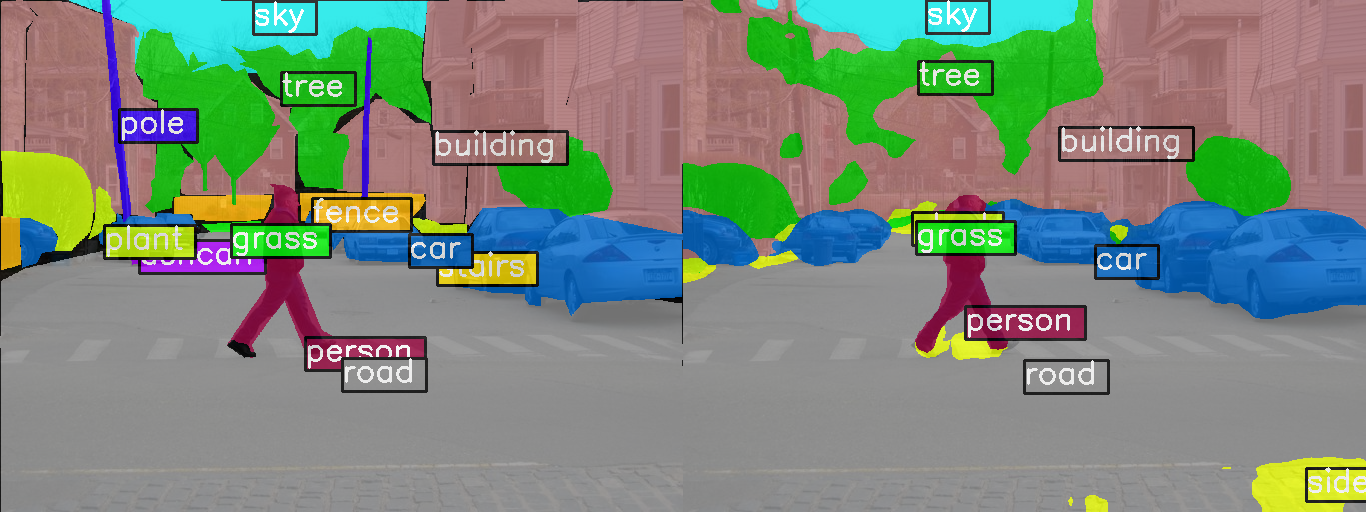 sky
tree
pole
building
fence
plant
grass
car
stairs
person
road
sky
tree
building
grass
car
person
road
side